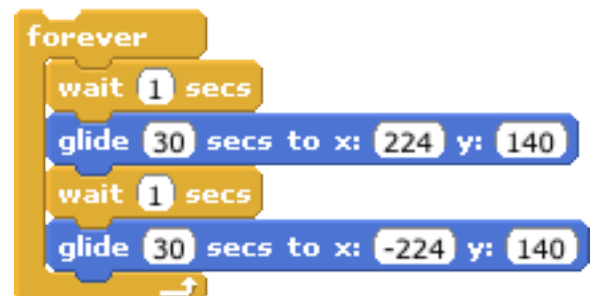 forever
wait 1 secs
glide 30 secs to x: 224 y: 140
wait 1 secs
glide 30 secs to x: -224 y: 140